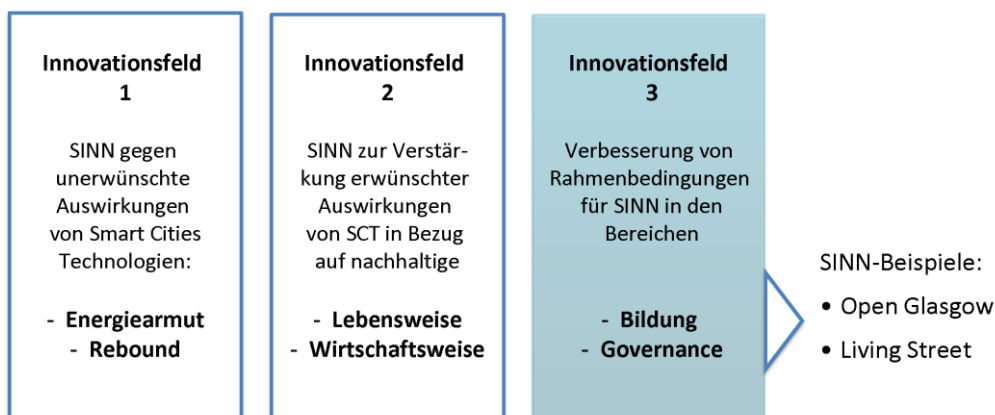 Innovationsfeld
1
SINN gegen
unerwünschte
Auswirkungen
von Smart Cities
Technologien:
- Energiearmut
- Rebound
Innovationsfeld
2
SINN zur Verstär-
kung erwünschter
Auswirkungen
von SCT in Bezug
auf nachhaltige
- Lebensweise
- Wirtschaftsweise
Innovationsfeld
3
Verbesserung von
Rahmenbedingungen
für SINN in den
Bereichen
- Bildung
- Governance
SINN-Beispiele:
• Open Glasgow
• Living Street